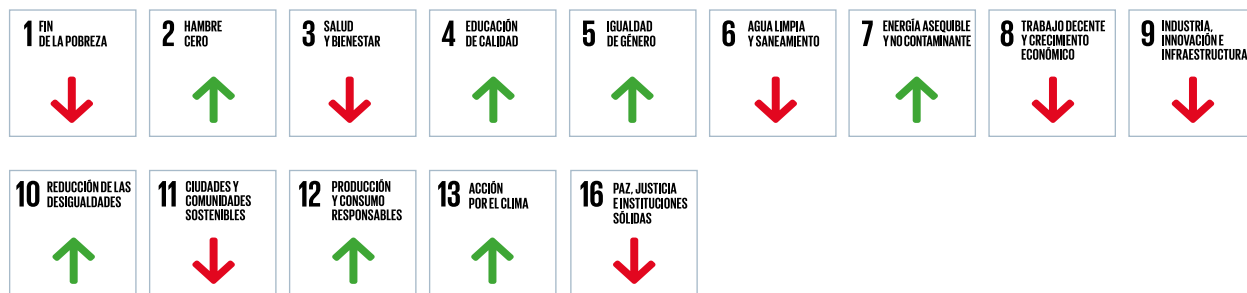 1 FIN
DE LA POBREZA
2 HAMBRE
CERO
3 SALUD
Y BIENESTAR
4 EDUCACIÓN
DE CALIDAD
5 IGUALDAD
DE GÉNERO
6 AGUA LIMPIA
Y SANEAMIENTO
7 ENERGÍA ASEQUIBLE
Y NO CONTAMINANTE
8 TRABAJO DECENTE
Y CRECIMIENTO
ECONÓMICO
9 INDUSTRIA,
INNOVACIÓN E
INFRAESTRUCTURA
10 REDUCCIÓN DE LAS
DESIGUALDADES
11 CIUDADES Y
COMUNIDADES
SOSTENIBLES
12 PRODUCCIÓN
Y CONSUMO
RESPONSABLES
13 ACCIÓN
POR EL CLIMA
16 PAZ, JUSTICIA
E INSTITUCIONES
SÓLIDAS